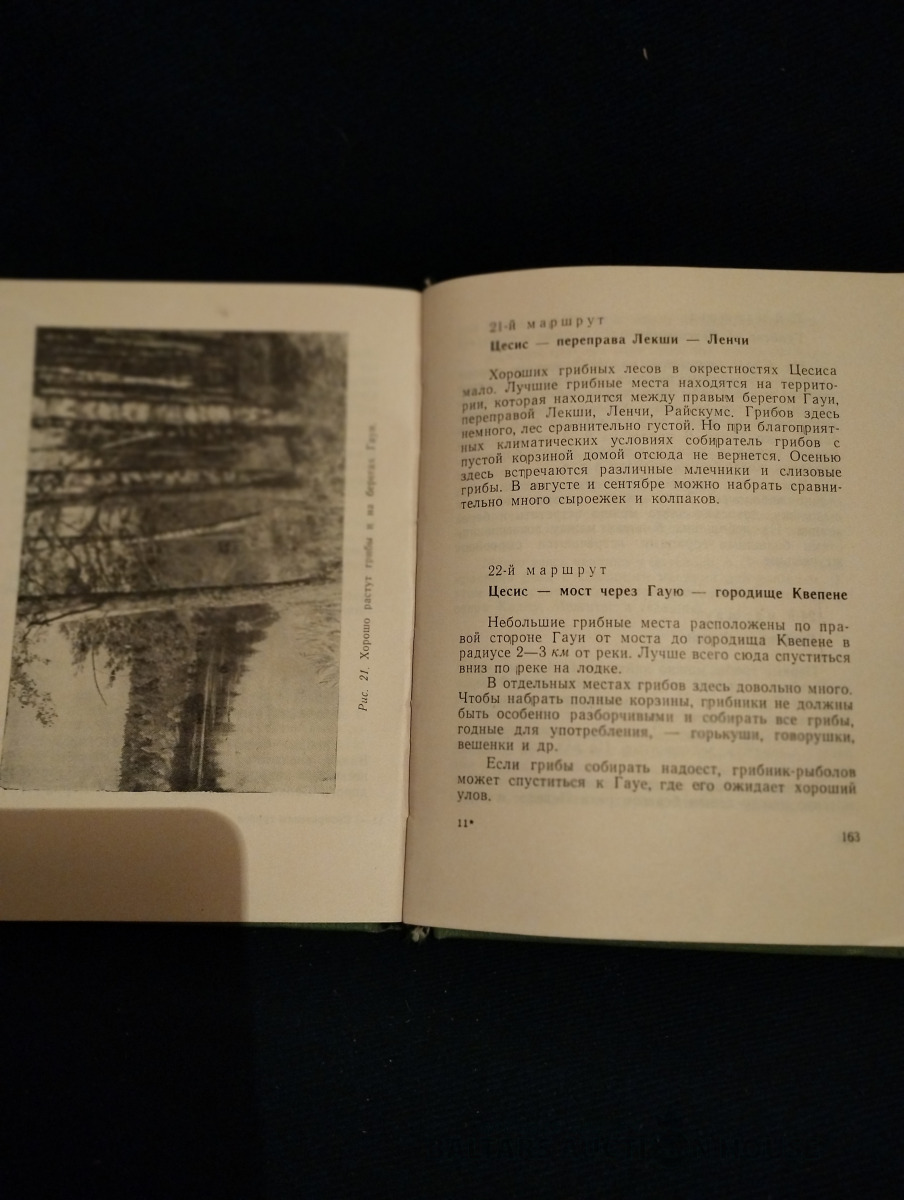 Рис. 21. Хорошо растут грибы и на берегах Гауи.
21-й маршрут
Цесис — переправа Лекши — Ленчи
Хороших грибных лесов в окрестностях Цесиса
мало. Лучшие грибные места находятся на террито-
рии, которая находится между правым берегом Гауи,
переправой Лекши, Ленчи, Райскумс. Грибов здесь
немного, лес сравнительно густой. Но при благоприят-
ных климатических условиях собиратель грибов с
пустой корзиной домой отсюда не вернется. Осенью
здесь встречаются различные млечники и слизовые
грибы. В августе и сентябре можно набрать сравни-
тельно много сыроежек и колпаков.
22-й маршрут
Цесис — мост через Гаую — городище Квепене
Небольшие грибные места расположены по пра-
вой стороне Гауи от моста до городища Квепене в
радиусе 2—3 км от реки. Лучше всего сюда спуститься
вниз по реке на лодке.
В отдельных местах грибов здесь довольно много.
Чтобы набрать полные корзины, грибники не должны
быть особенно разборчивыми и собирать все грибы,
годные для употребления, — горькуши, говорушки,
вешенки и др.
Если грибы собирать надоест, грибник-рыболов
может спуститься к Гауе, где его ожидает хороший
улов.
11*
163